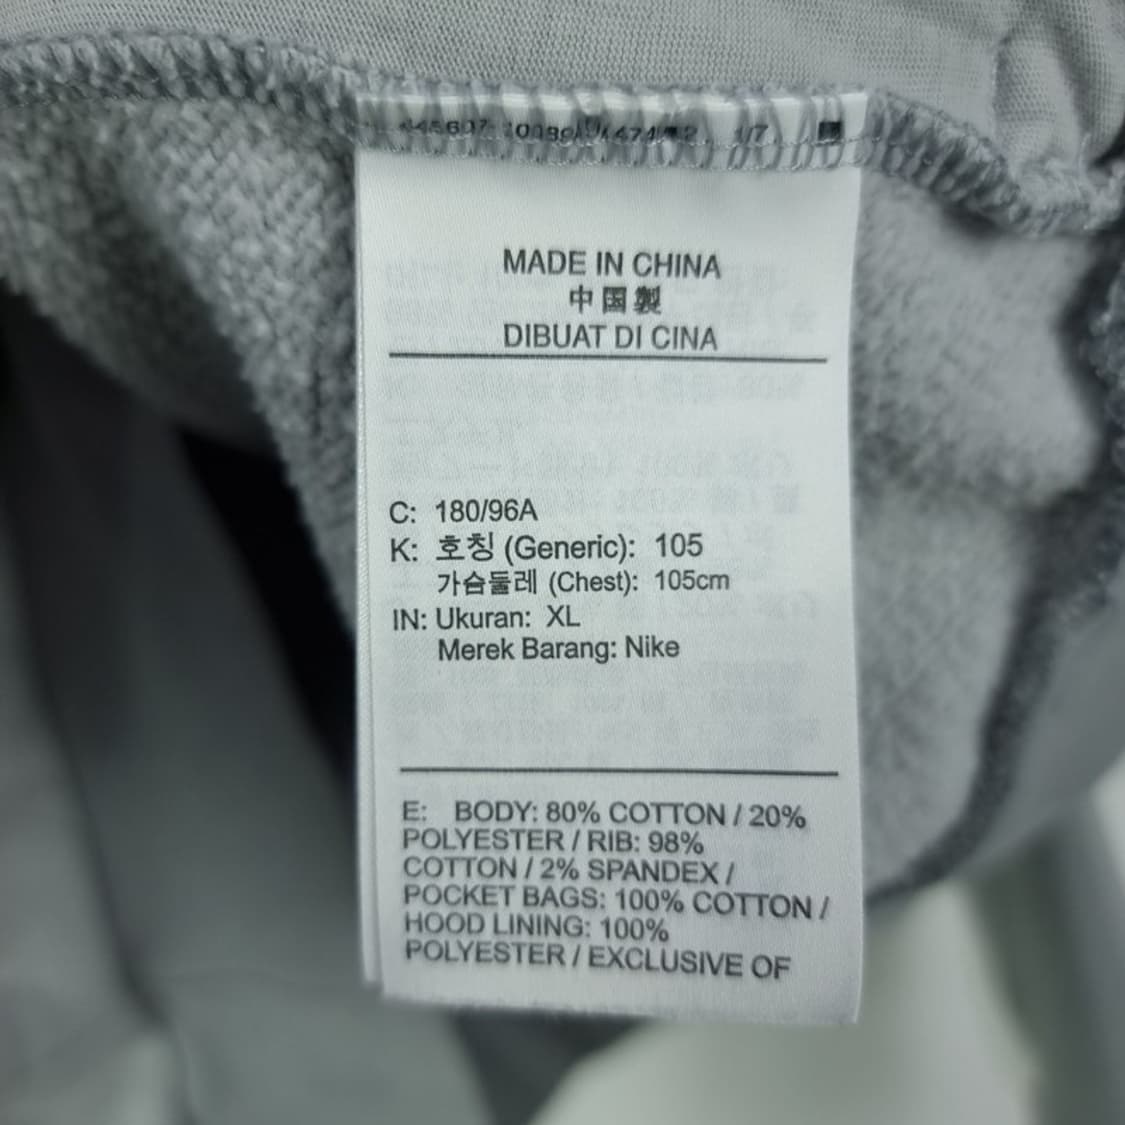 MADE IN CHINA
中国製
DIBUAT DI CINA
C: 180/96A
K: 호칭 (Generic): 105
가슴둘레 (Chest): 105cm
IN: Ukuran: XL
Merek Barang: Nike
E: BODY: 80% COTTON / 20%
POLYESTER / RIB: 98%
COTTON / 2% SPANDEX /
POCKET BAGS: 100% COTTON /
HOOD LINING: 100%
POLYESTER / EXCLUSIVE OF